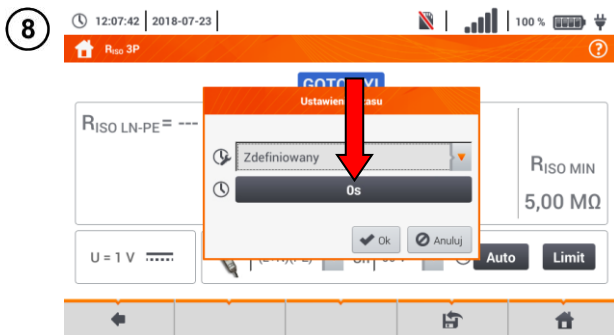 8
12:07:42 2018-07-23 100 %
RISO 3P ?
Ustawien asu
RISO LN-PE= ---
Zdefiniowany
0s
RISO MIN
5,00 MΩ
Ok Anuluj
U = 1 V
Auto Limit